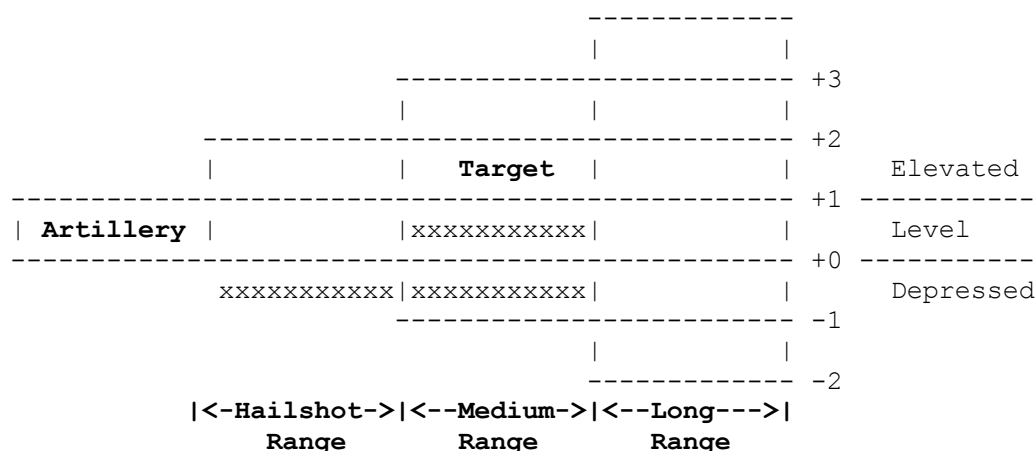 -------------
|           |
------------------------- +3
|           |           |
------------------------------------- +2
|           |   Target  |           |      Elevated
------------------------------------------------- +1 -----------
| Artillery |           |xxxxxxxxxxx|           |      Level
------------------------------------------------- +0 -----------
xxxxxxxxxxx|xxxxxxxxxxx|           |      Depressed
------------------------- -1
|           |
------------- -2
|<-Hailshot->|<--Medium->|<--Long--->|
Range       Range       Range